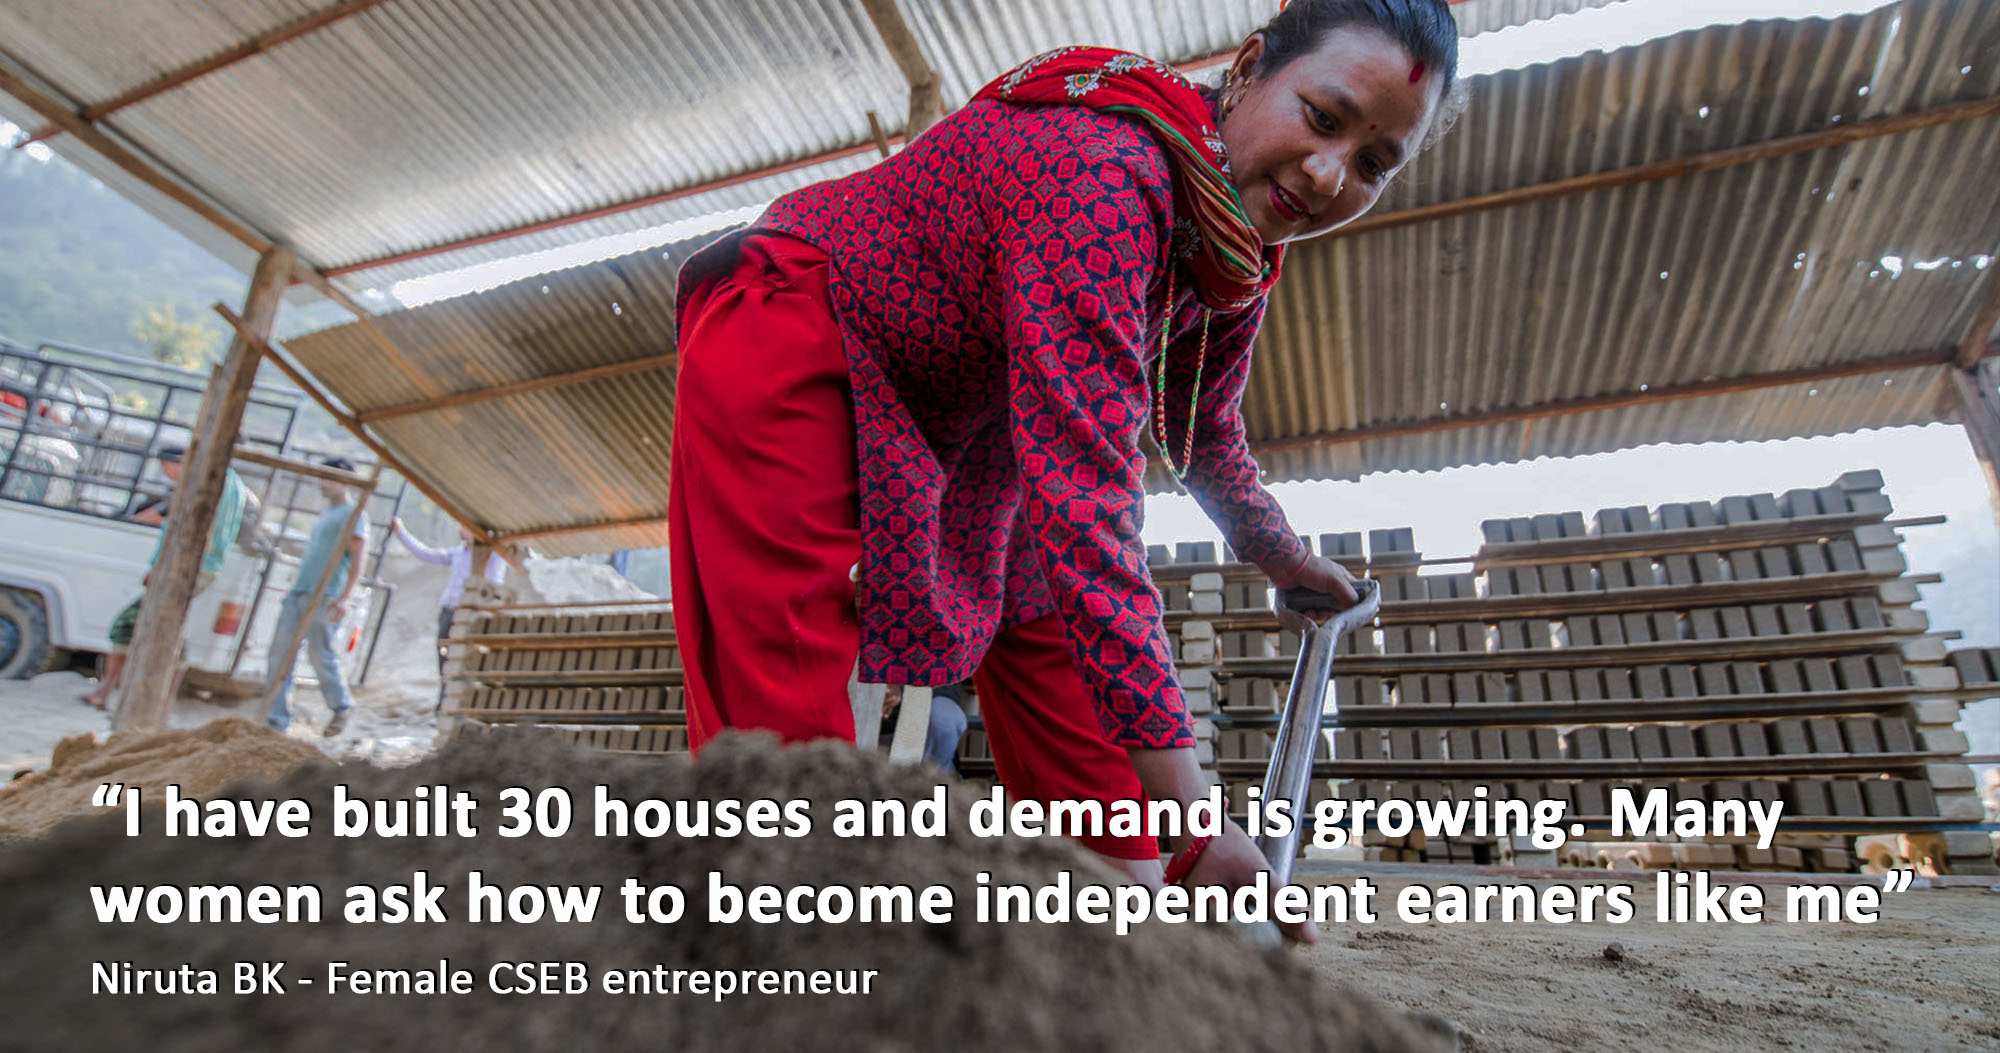 “I have built 30 houses and demand is growing. Many
women ask how to become independent earners like me”
Niruta BK - Female CSEB entrepreneur